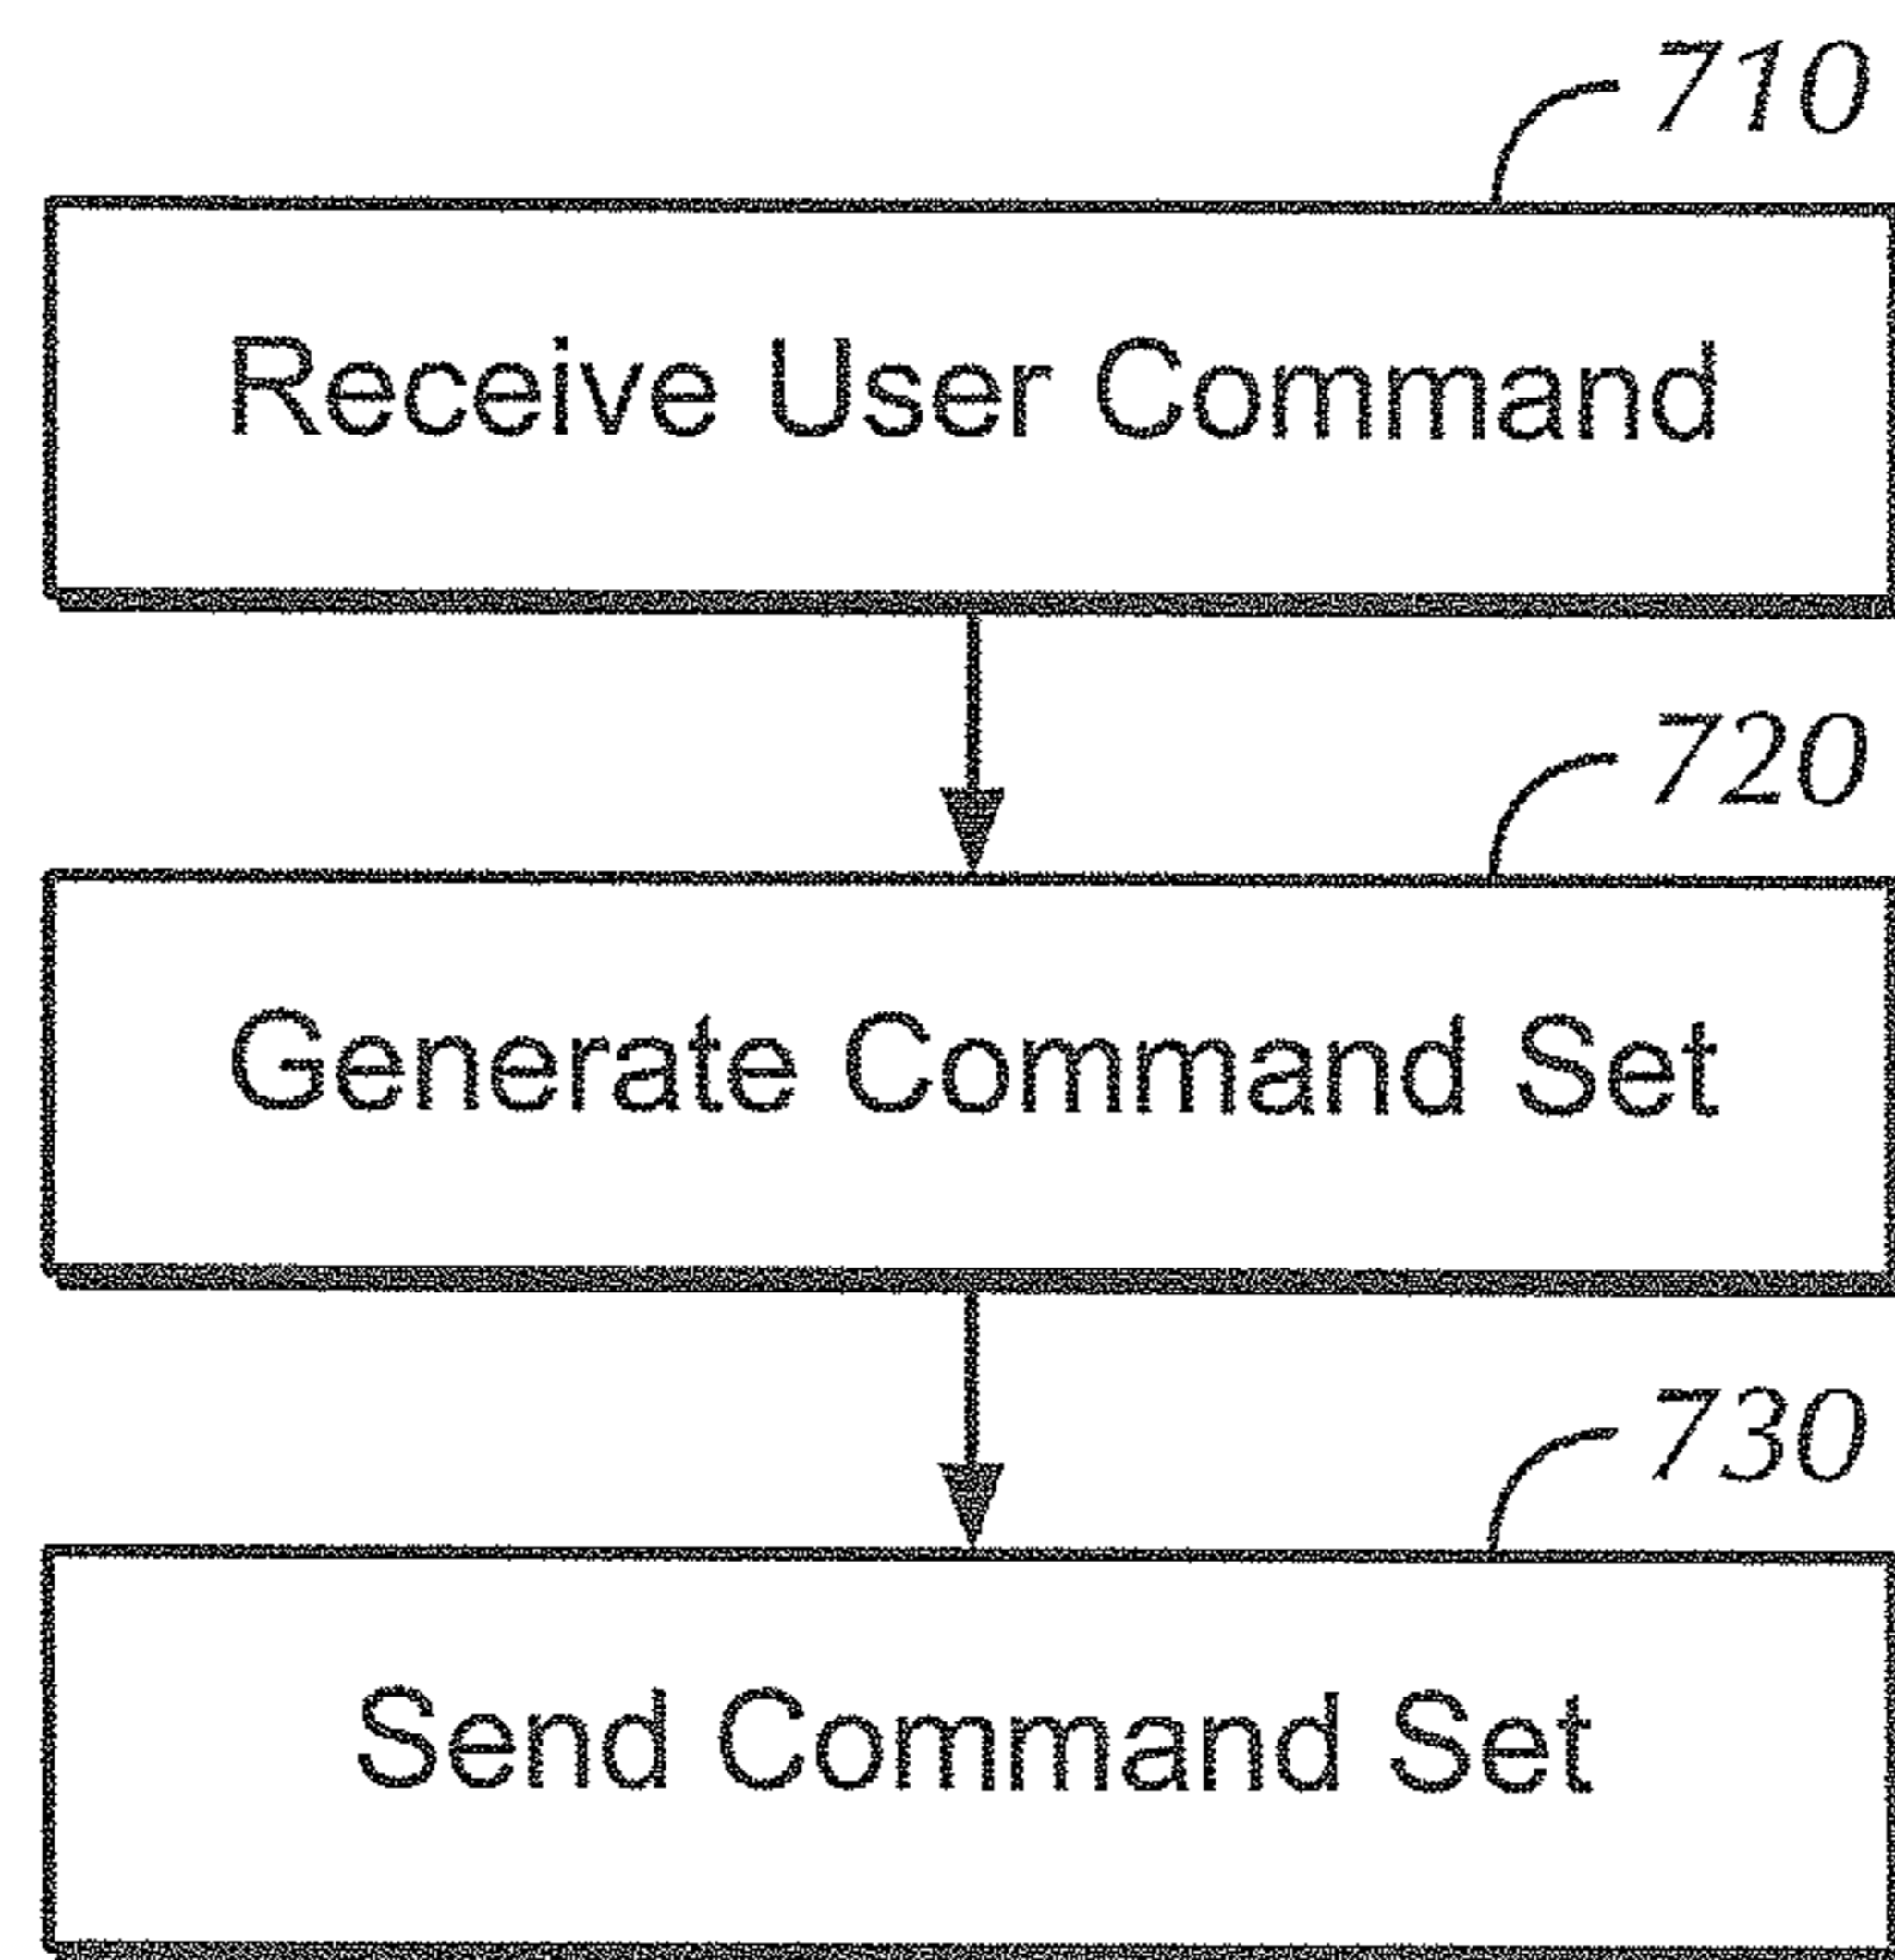 710
Receive User Command
720
Generate Command Set
730
Send Command Set